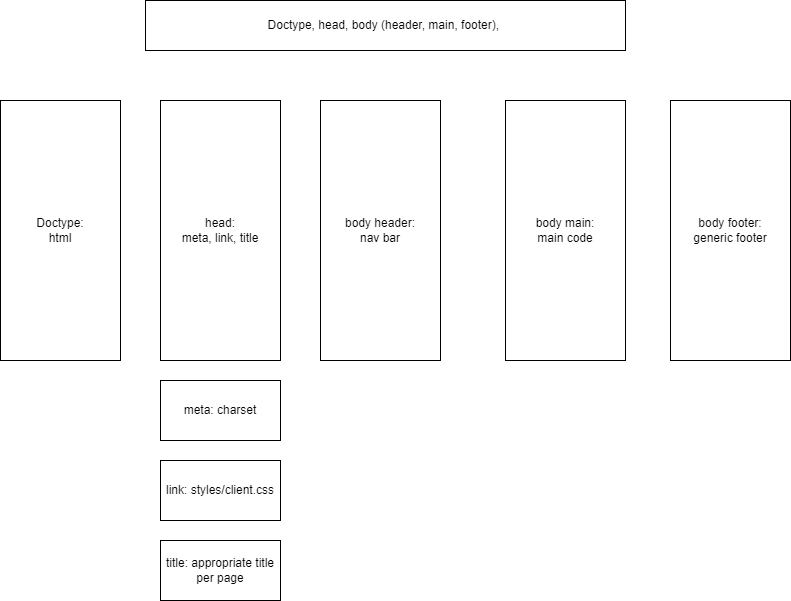 Doctype, head, body (header, main, footer),
Doctype:
html
head:
meta, link, title
body header:
nav bar
body main:
main code
body footer:
generic footer
meta: charset
link: styles/client.css
title: appropriate title
per page